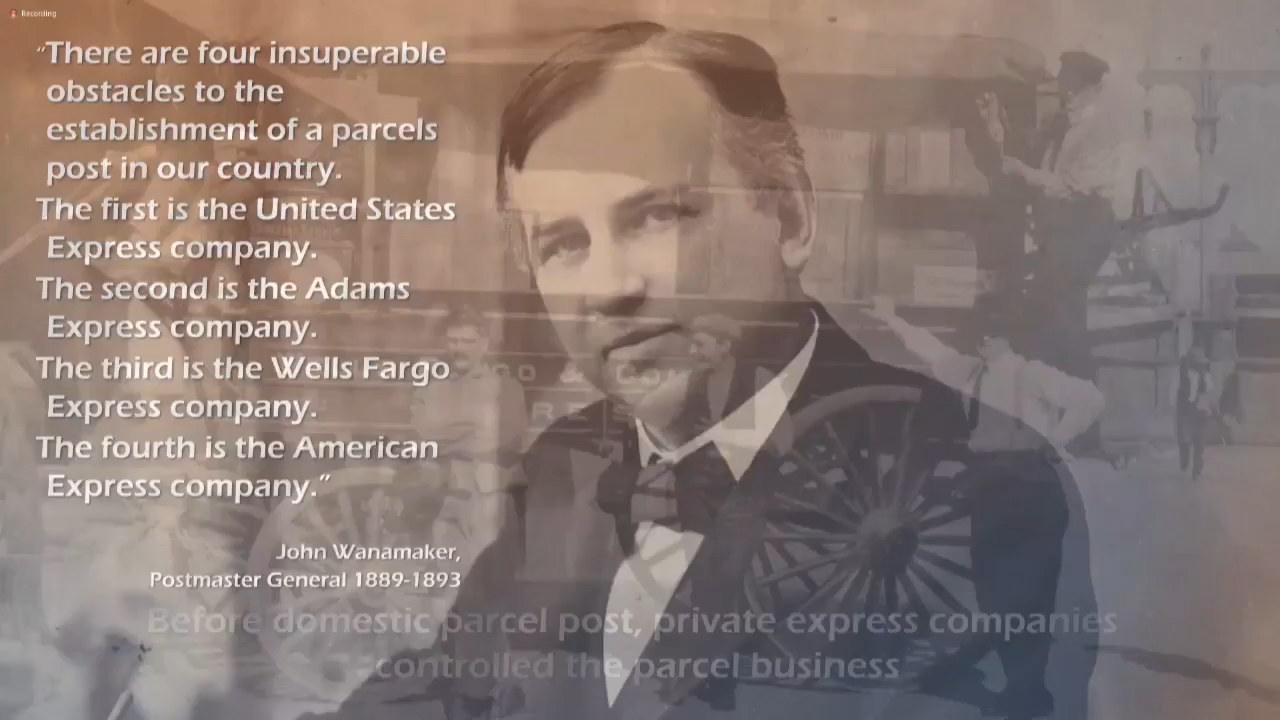 Recording
“There are four insuperable
obstacles to the
establishment of a parcels
post in our country.
The first is the United States
Express company.
The second is the Adams
Express company.
The third is the Wells Fargo
Express company.
The fourth is the American
Express company.”
John Wanamaker,
Postmaster General 1889-1893
Before domestic parcel post, private express companies
controlled the parcel business